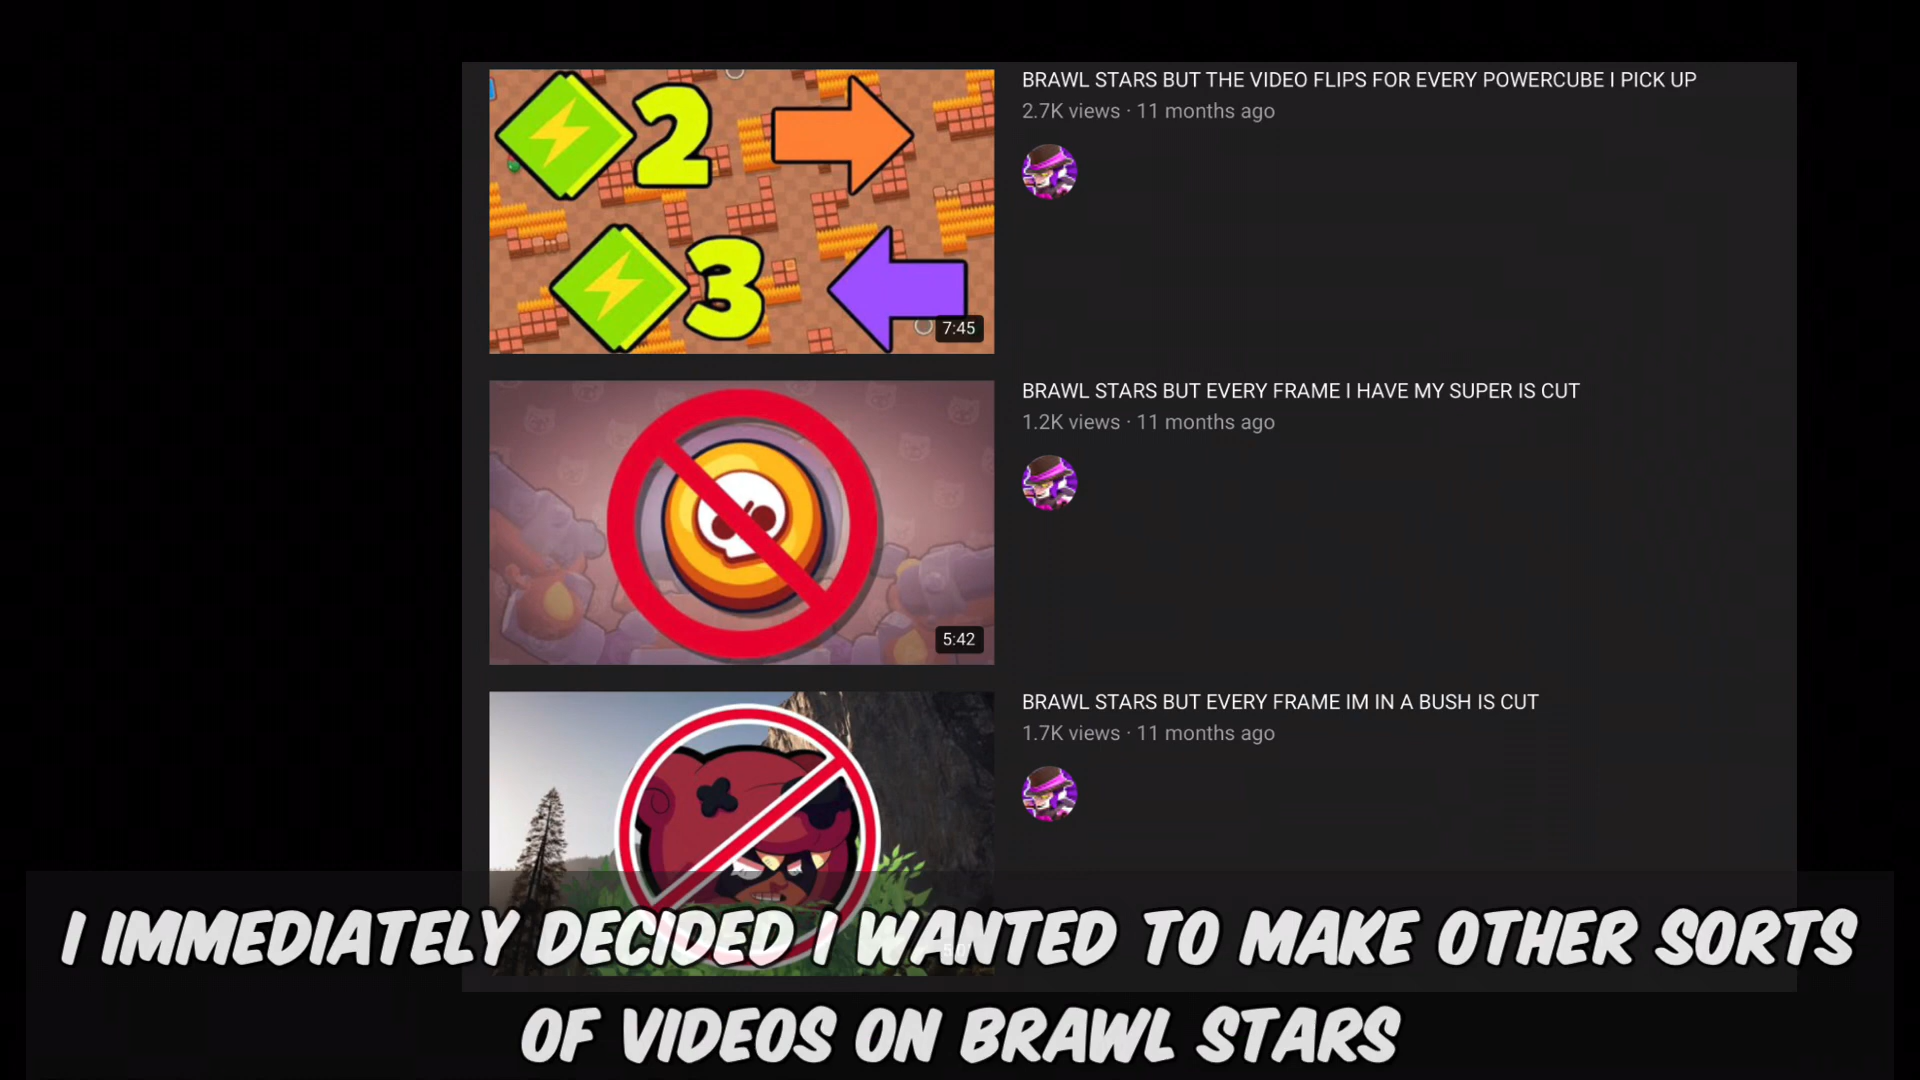 2
3
7:45
BRAWL STARS BUT THE VIDEO FLIPS FOR EVERY POWERCUBE I PICK UP
2.7K views · 11 months ago
5:42
BRAWL STARS BUT EVERY FRAME I HAVE MY SUPER IS CUT
1.2K views · 11 months ago
BRAWL STARS BUT EVERY FRAME IM IN A BUSH IS CUT
1.7K views · 11 months ago
I IMMEDIATELY DECIDED I WANTED TO MAKE OTHER SORTS
OF VIDEOS ON BRAWL STARS